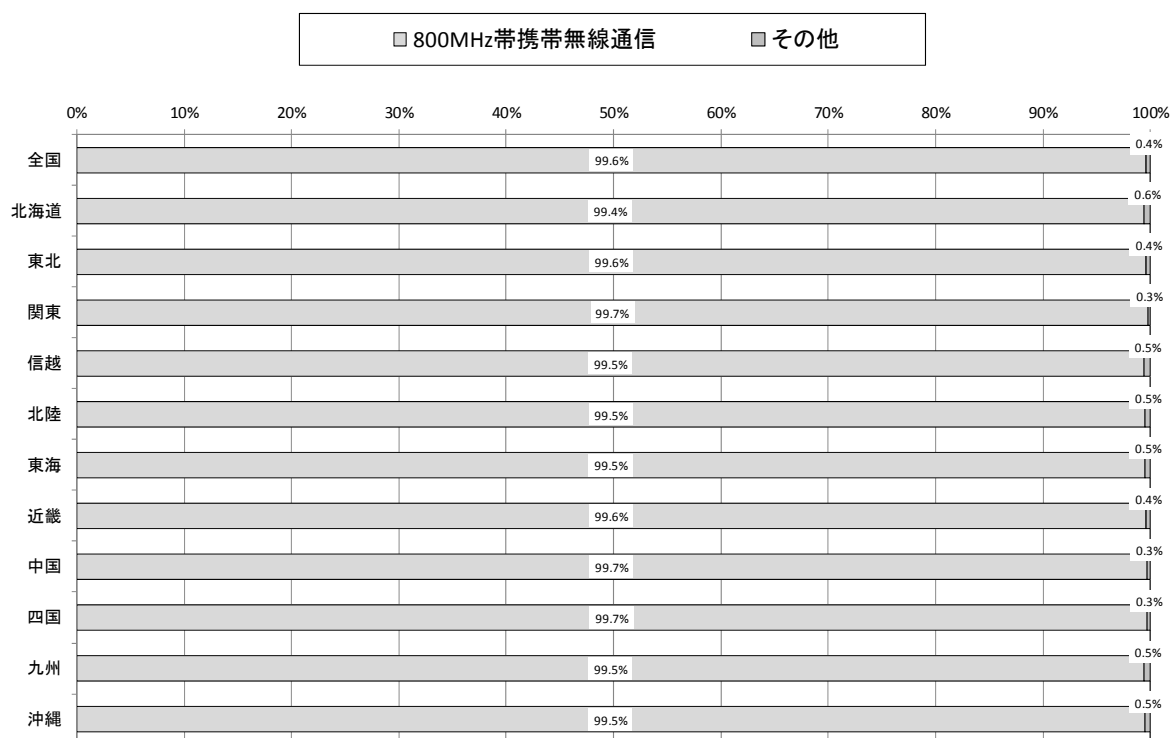 800MHz帯携帯無線通信 その他
0% 10% 20% 30% 40% 50% 60% 70% 80% 90% 100%
全国 99.6% 0.4%
北海道 99.4% 0.6%
東北 99.6% 0.4%
関東 99.7% 0.3%
信越 99.5% 0.5%
北陸 99.5% 0.5%
東海 99.5% 0.5%
近畿 99.6% 0.4%
中国 99.7% 0.3%
四国 99.7% 0.3%
九州 99.5% 0.5%
沖縄 99.5% 0.5%